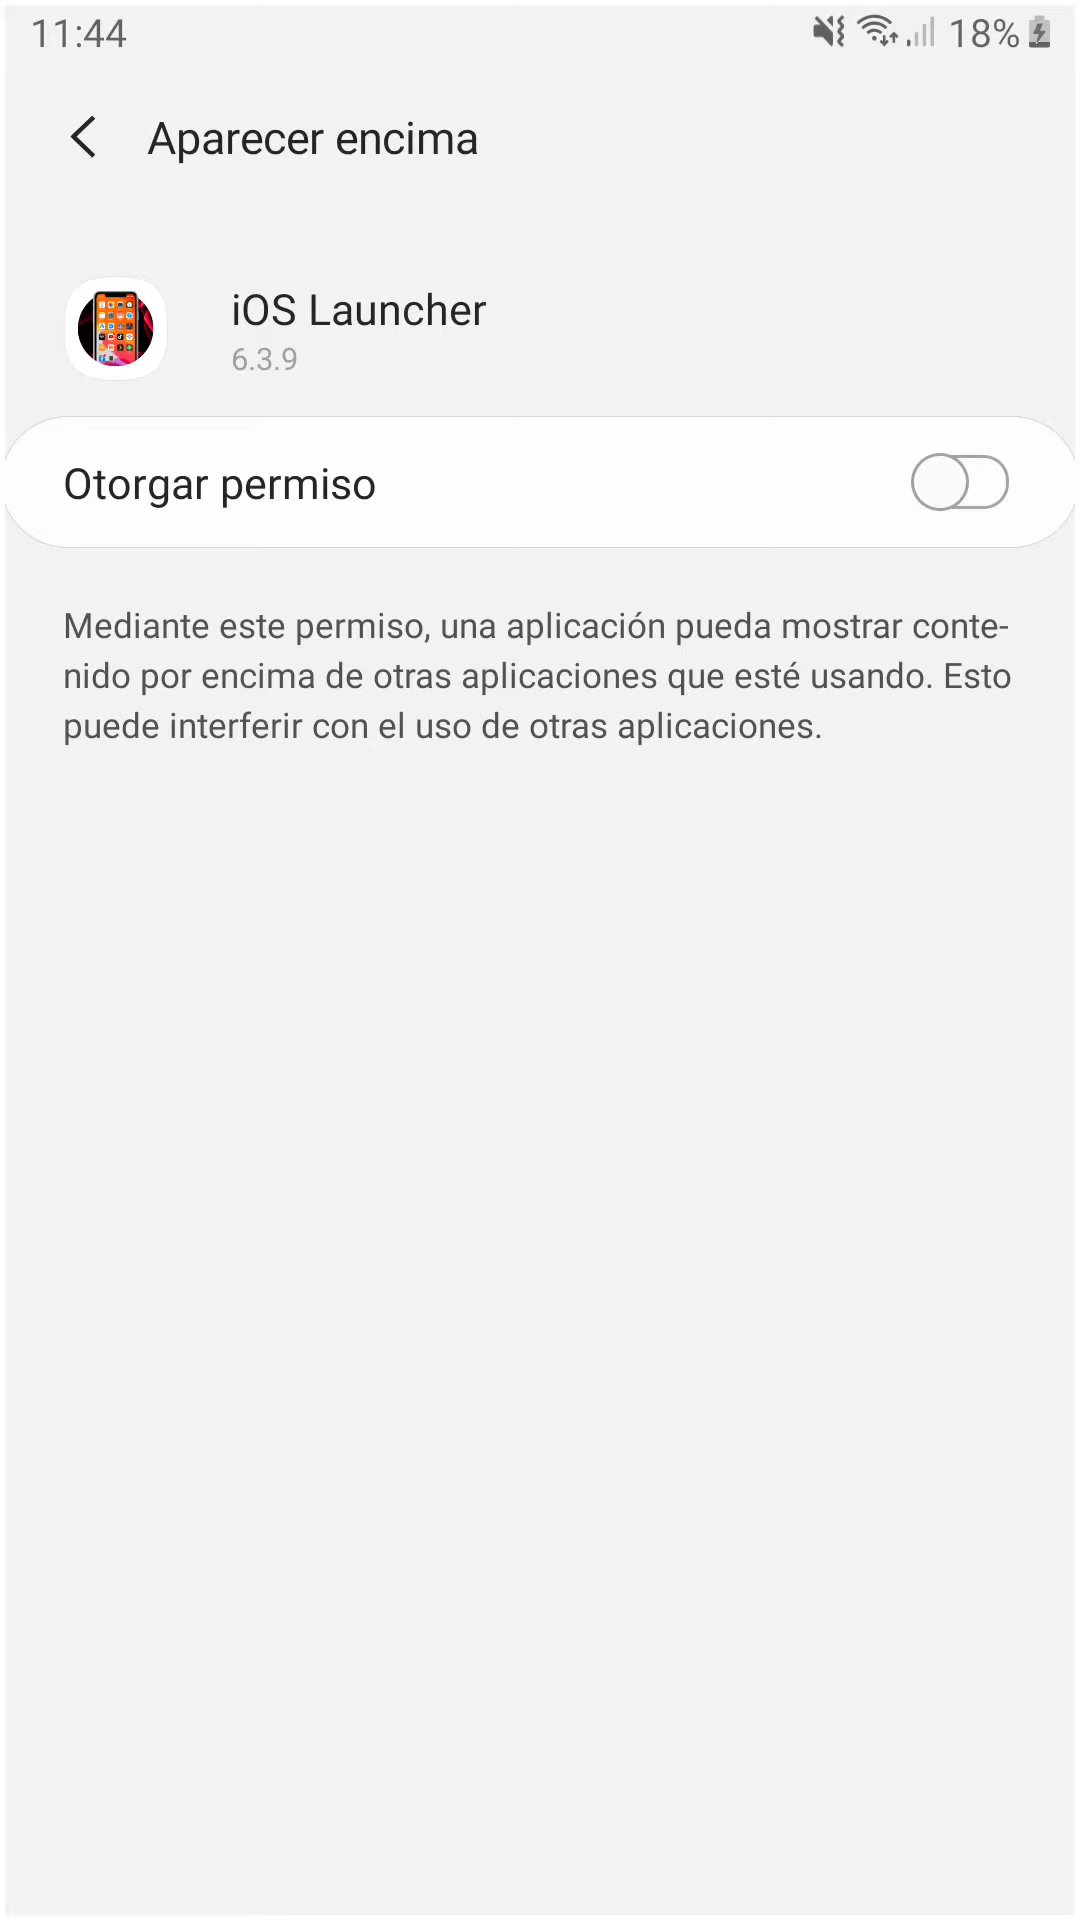 11:44
18%
Aparecer encima
iOS Launcher
6.3.9
Otorgar permiso
Mediante este permiso, una aplicación pueda mostrar conte-
nido por encima de otras aplicaciones que esté usando. Esto
puede interferir con el uso de otras aplicaciones.